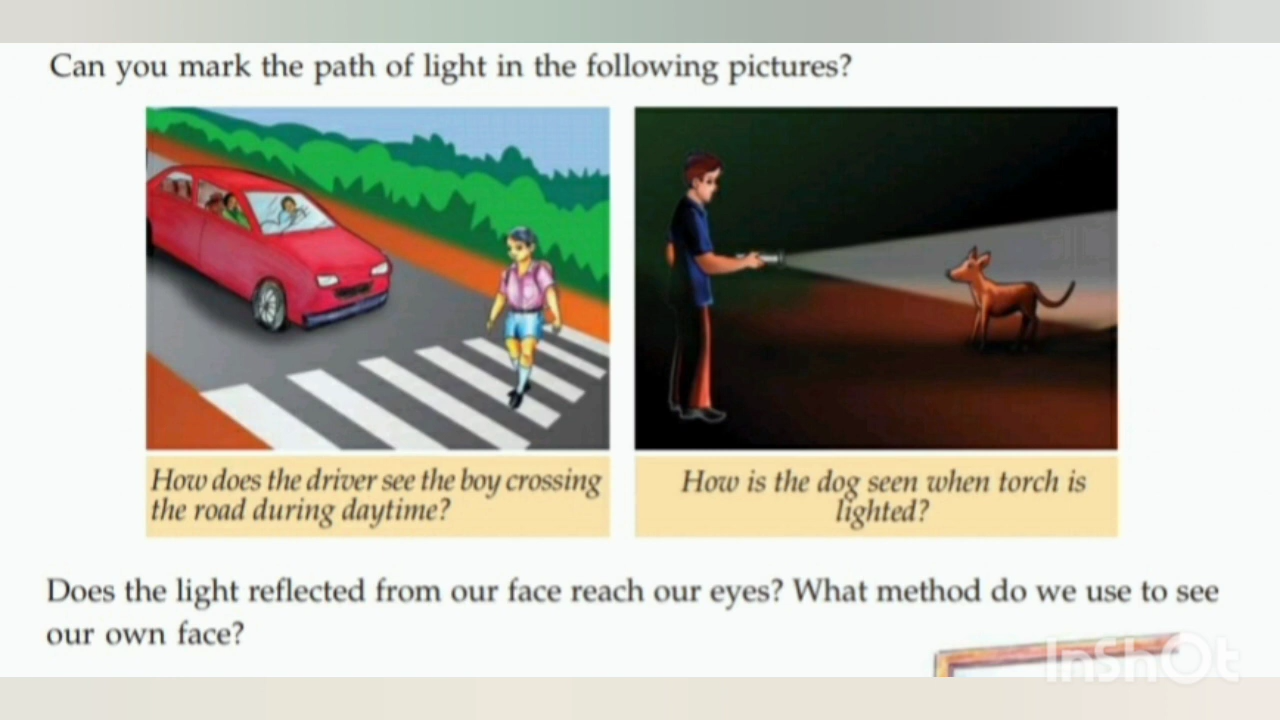 Can you mark the path of light in the following pictures?
How does the driver see the boy crossing
the road during daytime?
How is the dog seen when torch is
lighted?
Does the light reflected from our face reach our eyes? What method do we use to see
our own face?
InShOt